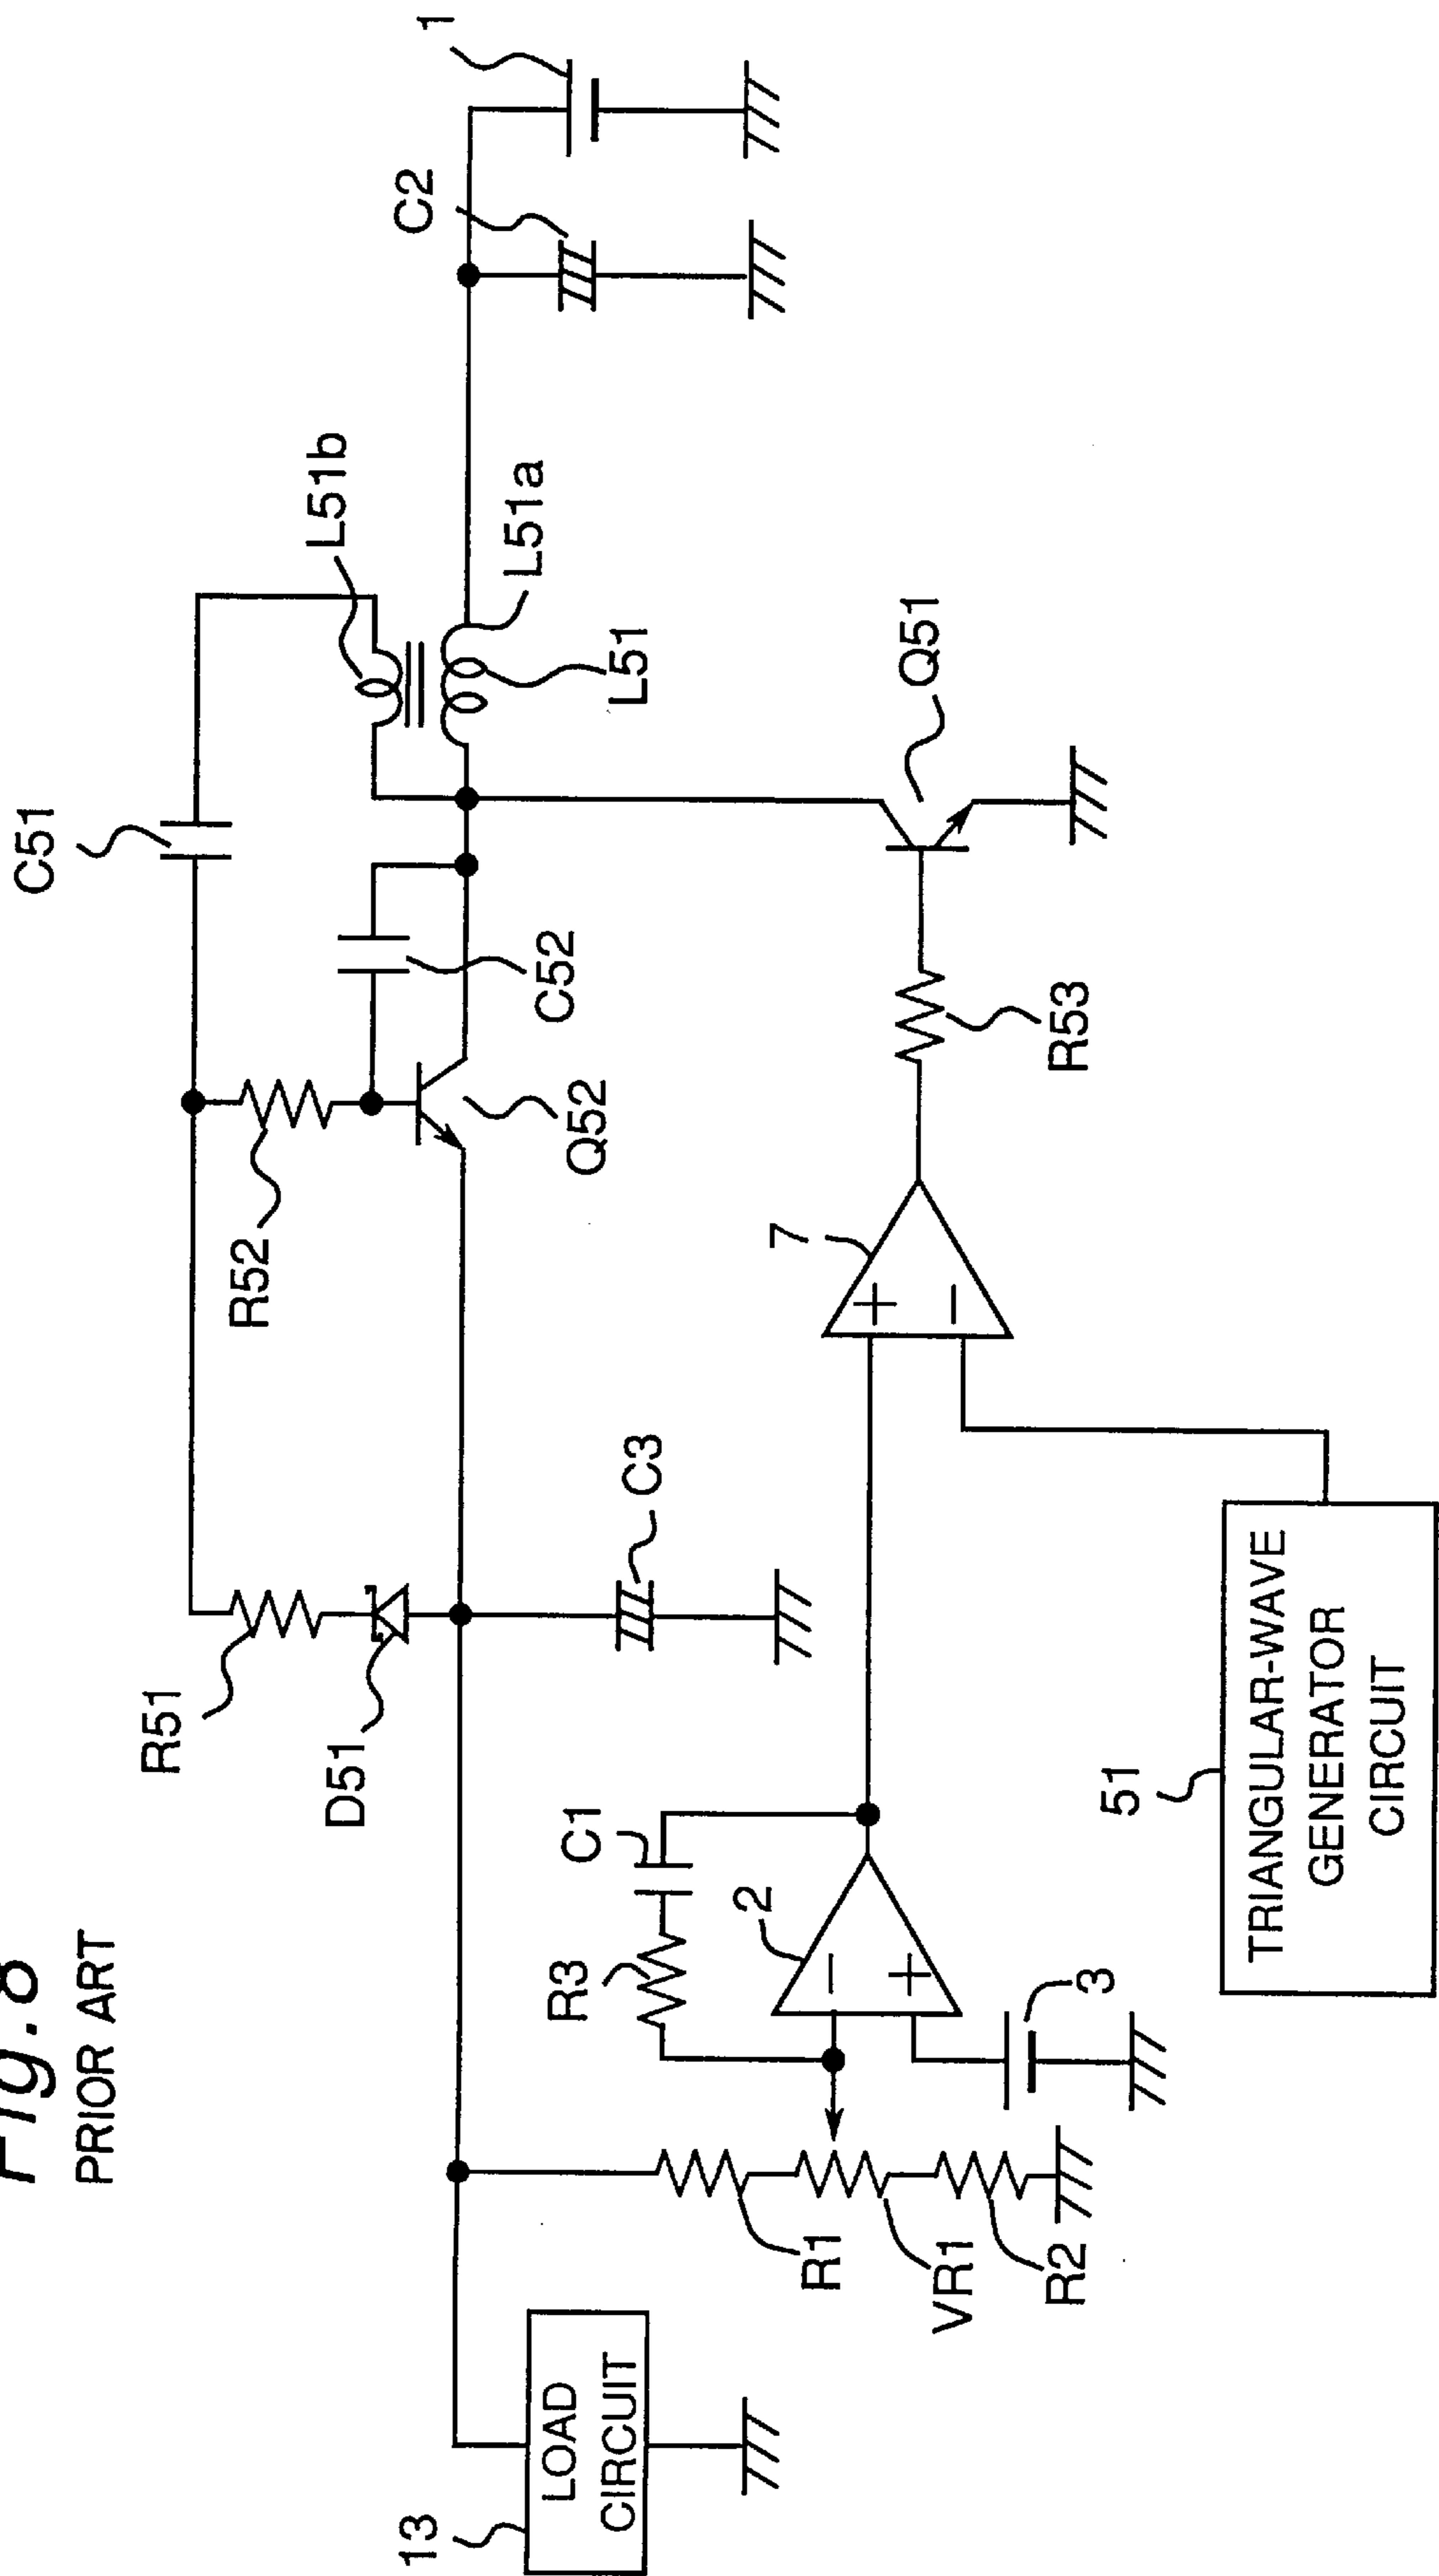 Fig.8
PRIOR ART
1
C2
L51b
L51a
L51
C51
C52
Q51
Q52
R52
R53
7
C3
R51
D51
C1
R3
2
3
51
TRIANGULAR-WAVE
GENERATOR
CIRCUIT
R1
VR1
R2
13
LOAD
CIRCUIT
+
−
−
+